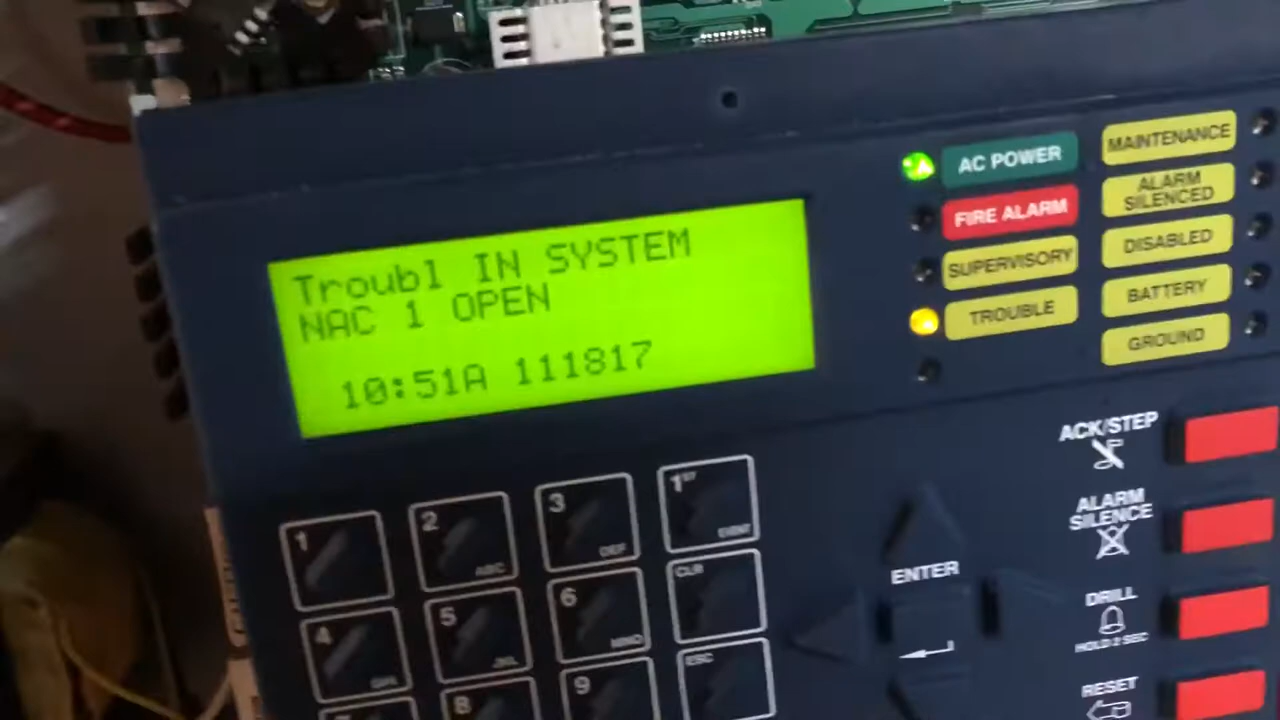 Troubl IN SYSTEM
NAC 1 OPEN
10:51A 111817
AC POWER
FIRE ALARM
SUPERVISORY
TROUBLE
MAINTENANCE
ALARM
SILENCED
DISABLED
BATTERY
GROUND
ACK/STEP
ALARM
SILENCE
DRILL
HOLD 2 SEC
RESET
ENTER
1
2
ABC
3
DEF
1ST
EVENT
4
GHI
5
JKL
6
MNO
CLR
8
9
ESC